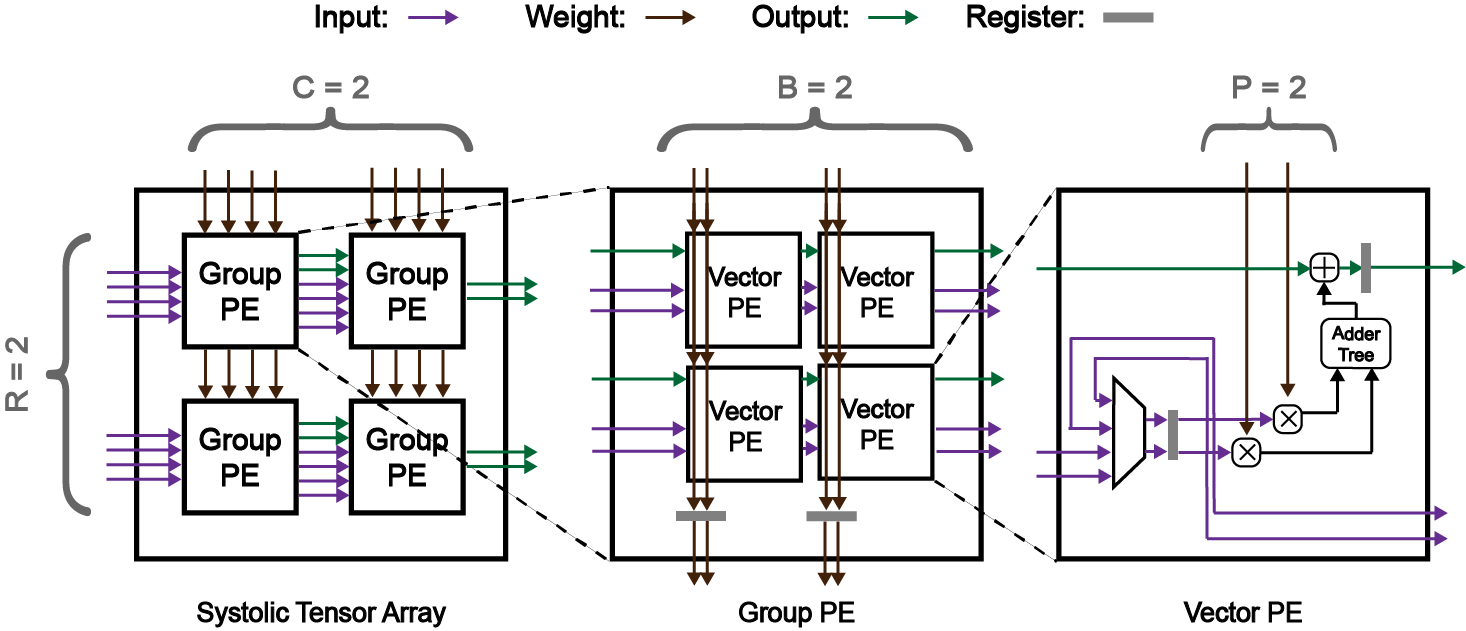 Input: Weight: Output: Register:
C = 2 B = 2 P = 2
R = 2
Group PE
Group PE
Group PE
Group PE
Vector PE
Vector PE
Vector PE
Vector PE
+
Adder Tree
×
×
Systolic Tensor Array Group PE Vector PE